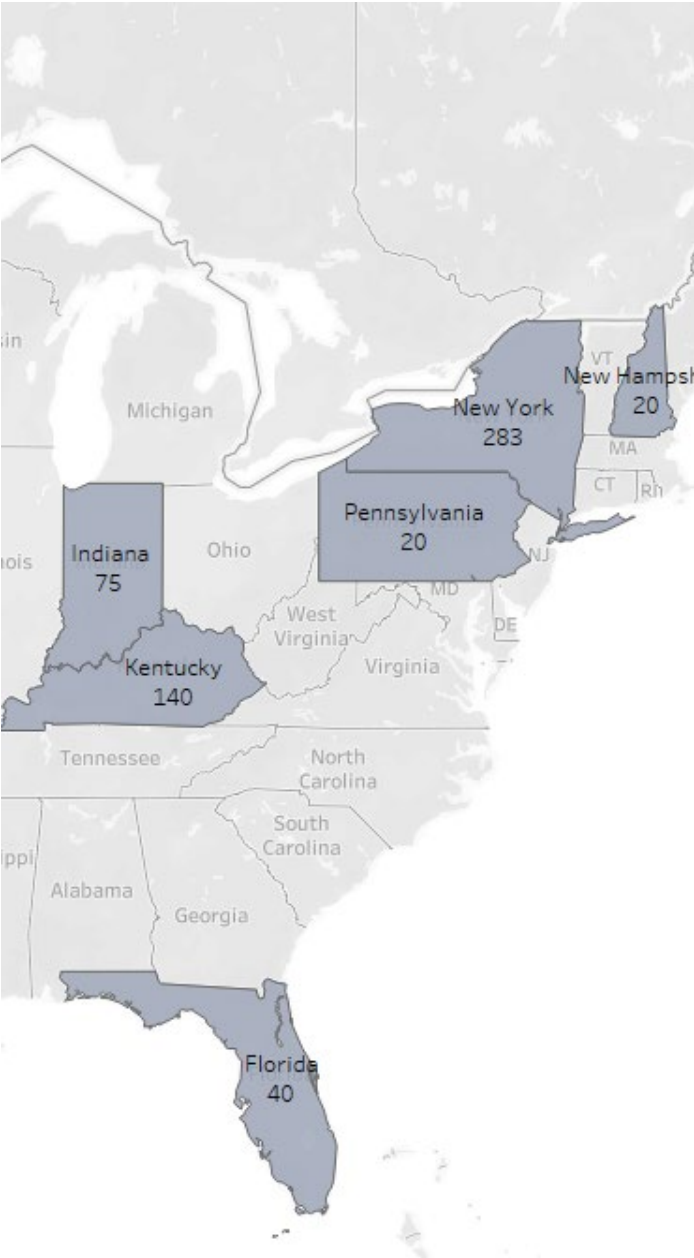 sin
VT
New Hampsh
20
Michigan
New York
283
MA
CT
RI
Pennsylvania
20
nois
Indiana
75
Ohio
NJ
MD
West
Virginia
DE
Kentucky
140
Virginia
Tennessee
North
Carolina
South
Carolina
ippi
Alabama
Georgia
Florida
40